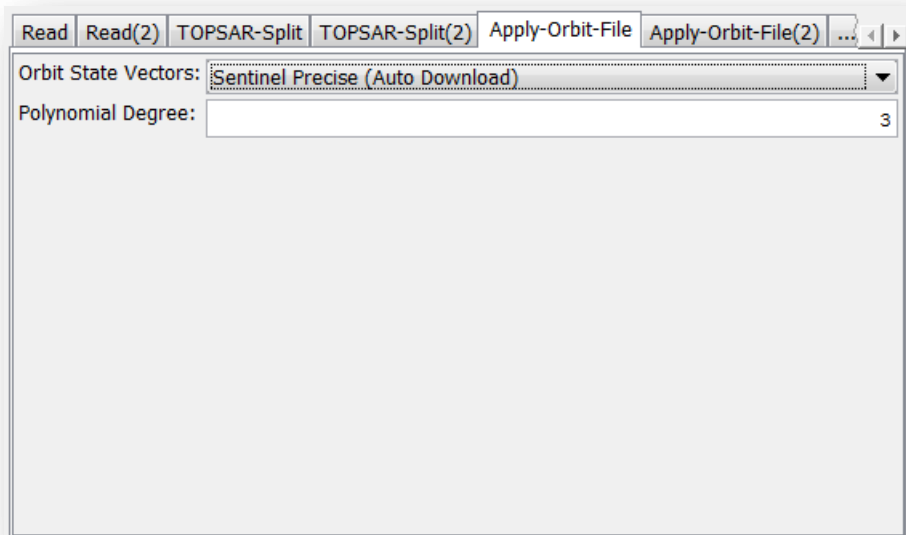 Read Read(2) TOPSAR-Split TOPSAR-Split(2) Apply-Orbit-File Apply-Orbit-File(2) ...
Orbit State Vectors: Sentinel Precise (Auto Download)
Polynomial Degree: 3